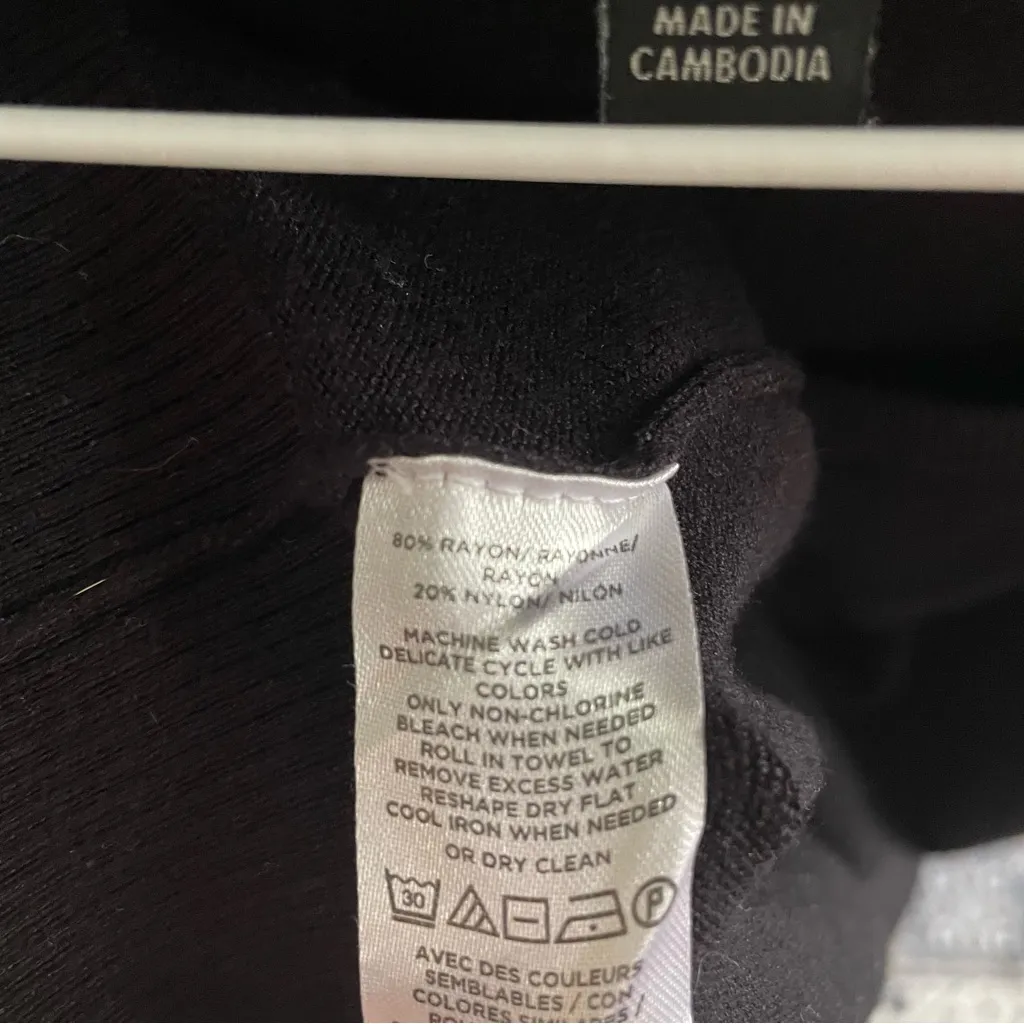 MADE IN
CAMBODIA
80% RAYON/ RAYONNE/
RAYON
20% NYLON/ NILÓN
MACHINE WASH COLD
DELICATE CYCLE WITH LIKE
COLORS
ONLY NON-CHLORINE
BLEACH WHEN NEEDED
ROLL IN TOWEL TO
REMOVE EXCESS WATER
RESHAPE DRY FLAT
COOL IRON WHEN NEEDED
OR DRY CLEAN
30 P
AVEC DES COULEURS
SEMBLABLES / CON
COLORES SIMILARES /